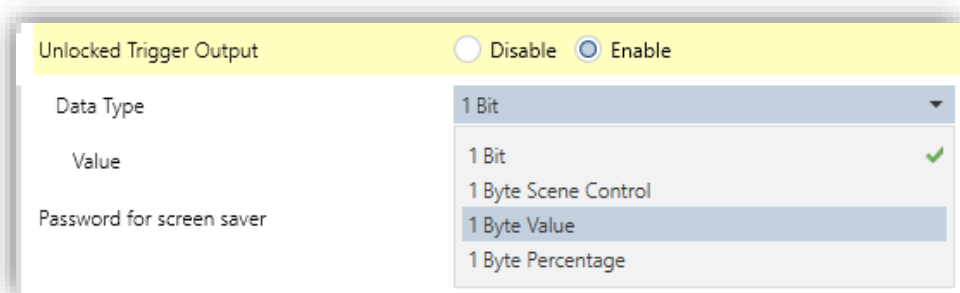 Unlocked Trigger Output Disable Enable
Data Type 1 Bit
Value 1 Bit
1 Byte Scene Control
Password for screen saver 1 Byte Value
1 Byte Percentage